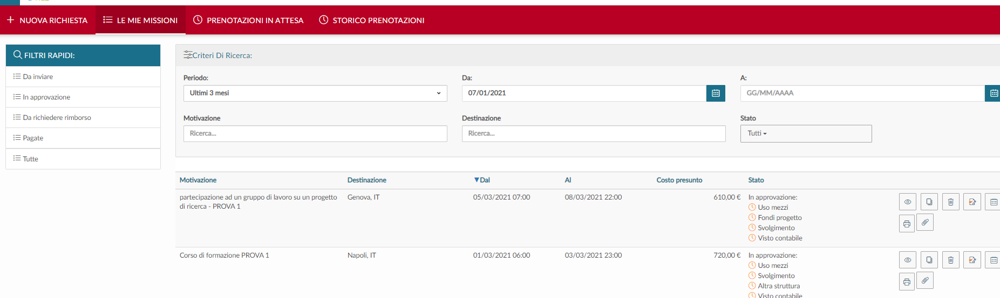 NUOVA RICHIESTA
LE MIE MISSIONI
PRENOTAZIONI IN ATTESA
STORICO PRENOTAZIONI
FILTRI RAPIDI:
Da inviare
In approvazione
Da richiedere rimborso
Pagate
Tutte
Criteri Di Ricerca:
Periodo: Da: A:
Ultimi 3 mesi 07/01/2021 GG/MM/AAAA
Motivazione Destinazione Stato
Ricerca... Ricerca... Tutti
Motivazione Destinazione Dal Al Costo presunto Stato
partecipazione ad un gruppo di lavoro su un progetto Genova, IT 05/03/2021 07:00 08/03/2021 22:00 610,00 € In approvazione:
di ricerca - PROVA 1
Uso mezzi
Fondi progetto
Svolgimento
Visto contabile
Corso di formazione PROVA 1 Napoli, IT 01/03/2021 06:00 03/03/2021 23:00 720,00 € In approvazione:
Uso mezzi
Svolgimento
Altra struttura
Visto contabile